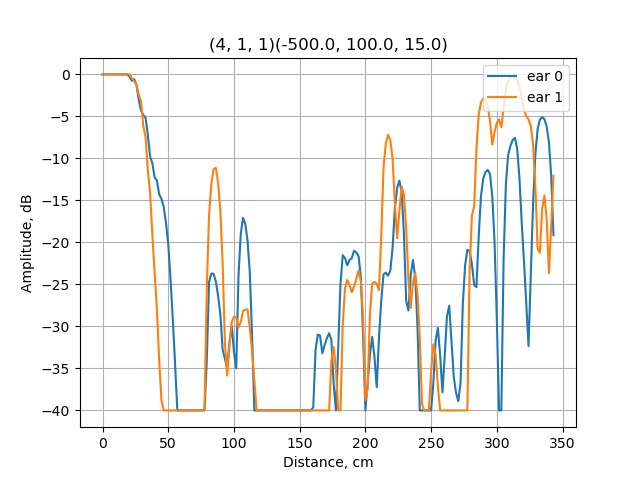 (4, 1, 1)(-500.0, 100.0, 15.0)
ear 0
ear 1
0
−5
−10
−15
−20
−25
−30
−35
−40
Amplitude, dB
0 50 100 150 200 250 300 350
Distance, cm